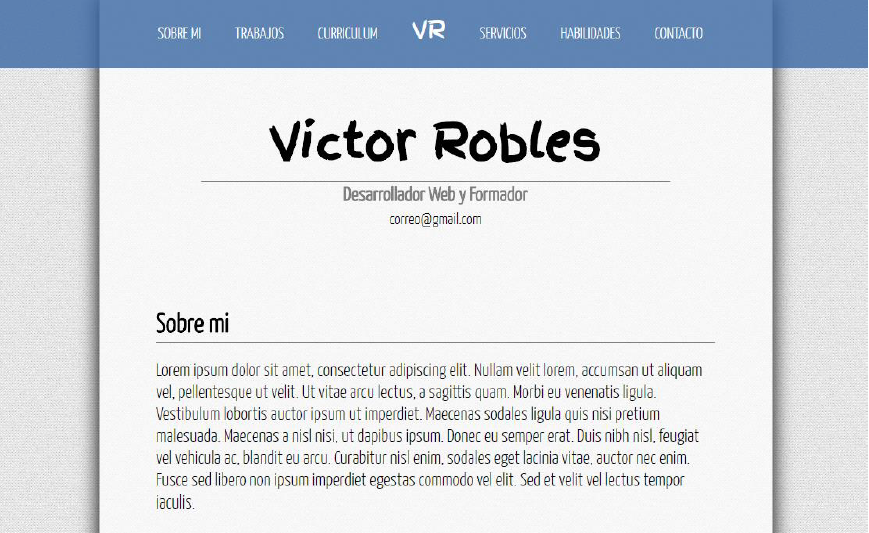 SOBRE MI TRABAJOS CURRICULUM VR SERVICIOS HABILIDADES CONTACTO
Victor Robles
Desarrollador Web y Formador
correo@gmail.com
Sobre mi
Lorem ipsum dolor sit amet, consectetur adipiscing elit. Nullam velit lorem, accumsan ut aliquam
vel, pellentesque ut velit. Ut vitae arcu lectus, a sagittis quam. Morbi eu venenatis ligula.
Vestibulum lobortis auctor ipsum ut imperdiet. Maecenas sodales ligula quis nisi pretium
malesuada. Maecenas a nisl nisi, ut dapibus ipsum. Donec eu semper erat. Duis nibh nisl, feugiat
vel vehicula ac, blandit eu arcu. Curabitur nisl enim, sodales eget lacinia vitae, auctor nec enim.
Fusce sed libero non ipsum imperdiet egestas commodo vel elit. Sed et velit vel lectus tempor
iaculis.